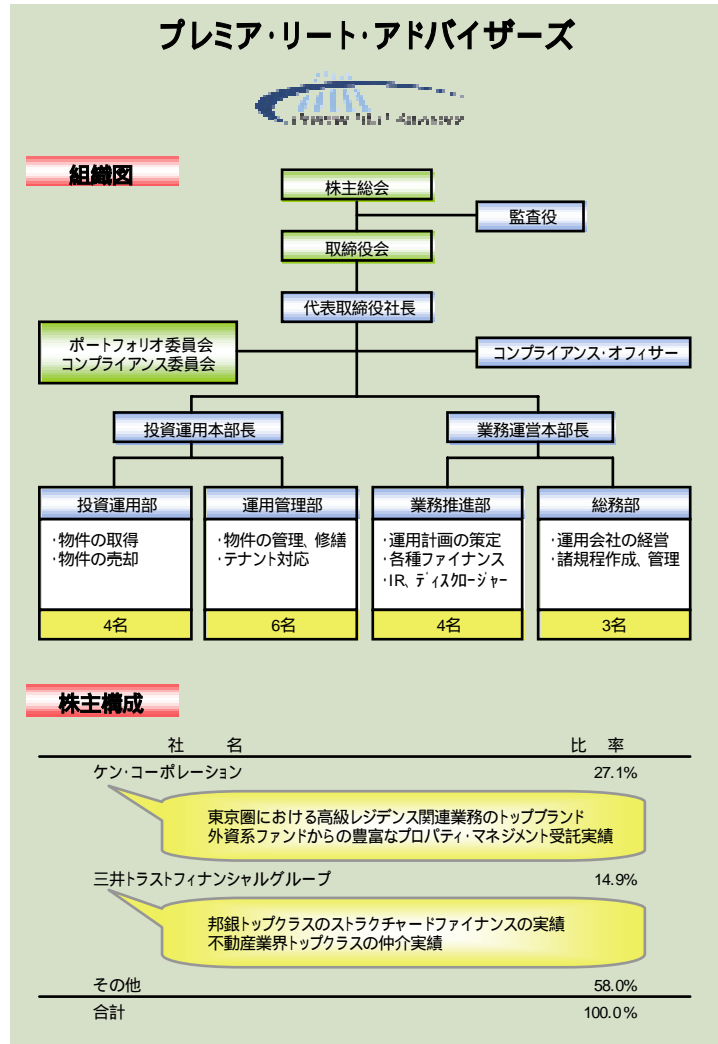 プレミア・リート・アドバイザーズ
組織図
株主総会
監査役
取締役会
代表取締役社長
ポートフォリオ委員会
コンプライアンス委員会
コンプライアンス・オフィサー
投資運用本部長
業務運営本部長
投資運用部
・物件の取得
・物件の売却
4名
運用管理部
・物件の管理、修繕
・テナント対応
6名
業務推進部
・運用計画の策定
・各種ファイナンス
・IR、ディスクロージャー
4名
総務部
・運用会社の経営
・諸規程作成、管理
3名
株主構成
社 名 比 率
ケン・コーポレーション 27.1%
東京圏における高級レジデンス関連業務のトップブランド
外資系ファンドからの豊富なプロパティ・マネジメント受託実績
三井トラストフィナンシャルグループ 14.9%
邦銀トップクラスのストラクチャードファイナンスの実績
不動産業界トップクラスの仲介実績
その他 58.0%
合計 100.0%